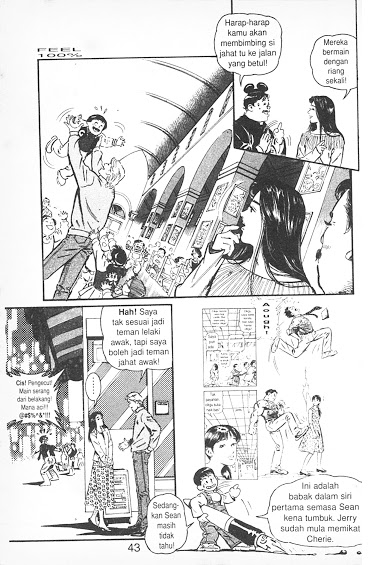 FEEL
100%
Harap-harap
kamu akan
membimbing si
jahat tu ke jalan
yang betul!
Mereka
berman
dengan
riang
sekali!
Hah! Saya
tak sesuai jadi
teman lelaki
awak, tapi saya
boleh jadi teman
jahat awak!
Cis! Pengecut!
Main serang
dari belakang!
Mana aci!!!
@#$%*&*!!!
........
Aough!
Sedang-
kan Sean
masih
tidak
tahu!
Ini adalah
babak dalam siri
pertama semasa Sean
kena tumbuk. Jerry
sudah mula memikat
Cherie.
43